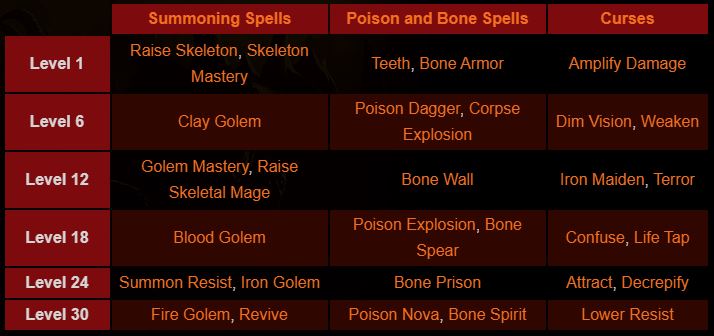 Summoning Spells Poison and Bone Spells Curses
Level 1 Raise Skeleton, Skeleton Mastery Teeth, Bone Armor Amplify Damage
Level 6 Clay Golem Poison Dagger, Corpse Explosion Dim Vision, Weaken
Level 12 Golem Mastery, Raise Skeletal Mage Bone Wall Iron Maiden, Terror
Level 18 Blood Golem Poison Explosion, Bone Spear Confuse, Life Tap
Level 24 Summon Resist, Iron Golem Bone Prison Attract, Decrepify
Level 30 Fire Golem, Revive Poison Nova, Bone Spirit Lower Resist